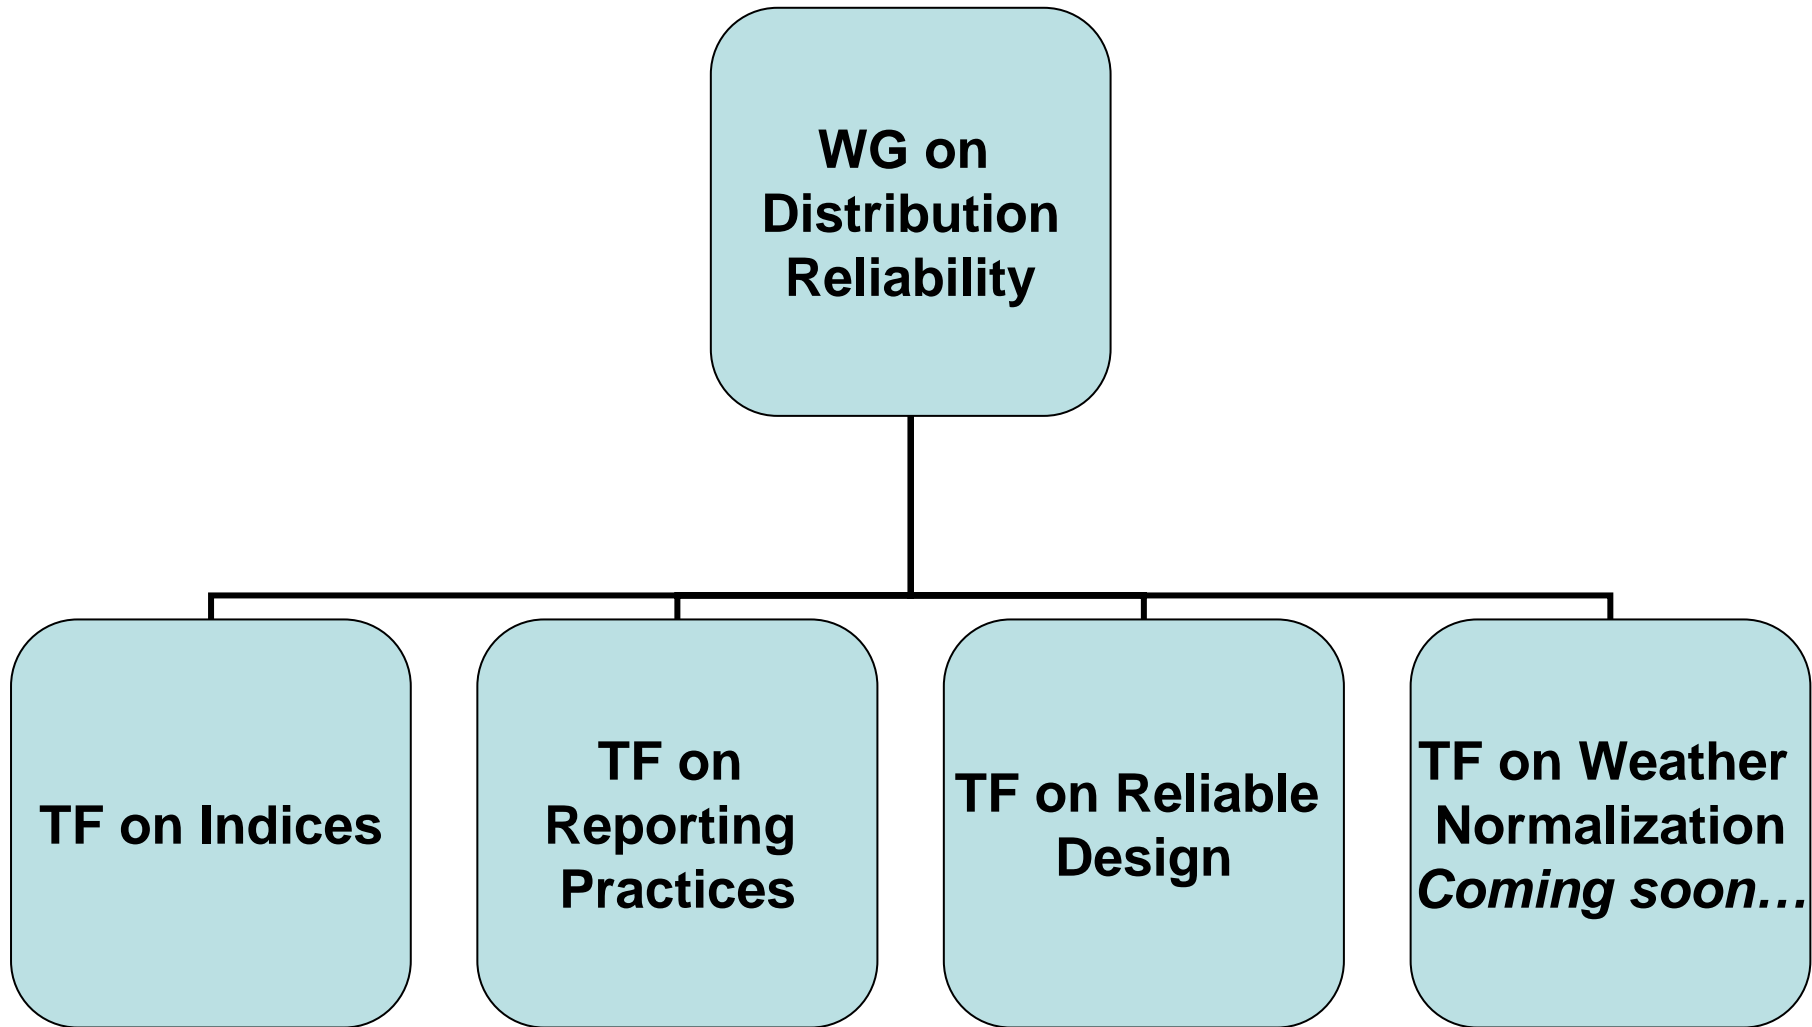 WG on
Distribution
Reliability
TF on Indices
TF on
Reporting
Practices
TF on Reliable
Design
TF on Weather
Normalization
Coming soon…